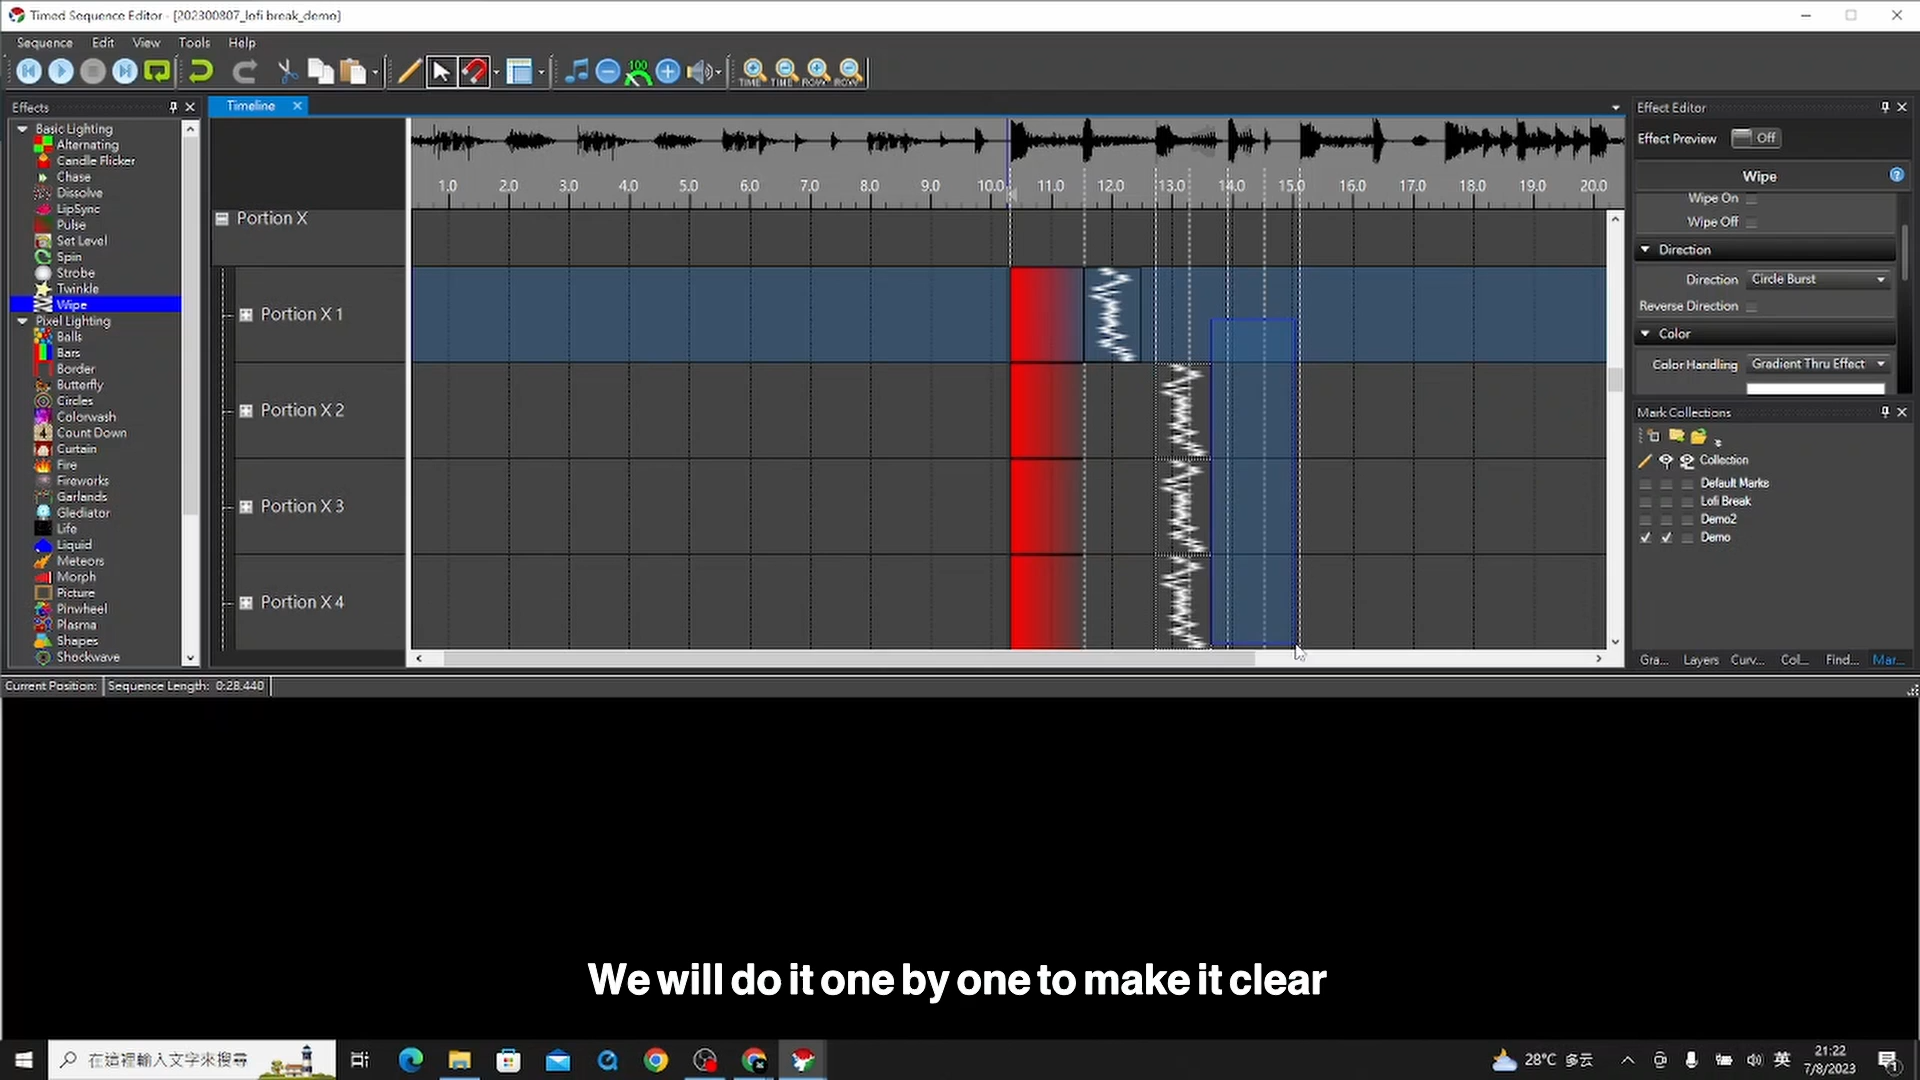 Timed Sequence Editor - [202300807_lofi break_demo]
Sequence Edit View Tools Help
100
TIME TIME ROW ROW
Effects
Basic Lighting
Alternating
Candle Flicker
Chase
Dissolve
LipSync
Pulse
Set Level
Spin
Strobe
Twinkle
Wipe
Pixel Lighting
Balls
Bars
Border
Butterfly
Circles
Colorwash
Count Down
Curtain
Fire
Fireworks
Garlands
Glediator
Life
Liquid
Meteors
Morph
Picture
Pinwheel
Plasma
Shapes
Shockwave
Timeline
1.0 2.0 3.0 4.0 5.0 6.0 7.0 8.0 9.0 10.0 11.0 12.0 13.0 14.0 15.0 16.0 17.0 18.0 19.0 20.0
Portion X
Portion X 1
Portion X 2
Portion X 3
Portion X 4
Effect Editor
Effect Preview Off
Wipe
Wipe On
Wipe Off
Direction
Direction Circle Burst
Reverse Direction
Color
Color Handling Gradient Thru Effect
Mark Collections
Collection
Default Marks
Lofi Break
Demo2
Demo
Gra... Layers Curv... Col... Find... Mar...
Current Position: Sequence Length: 0:28.440
We will do it one by one to make it clear
在這裡輸入文字來搜尋
28°C 多云
英
21:22
7/8/2023
1